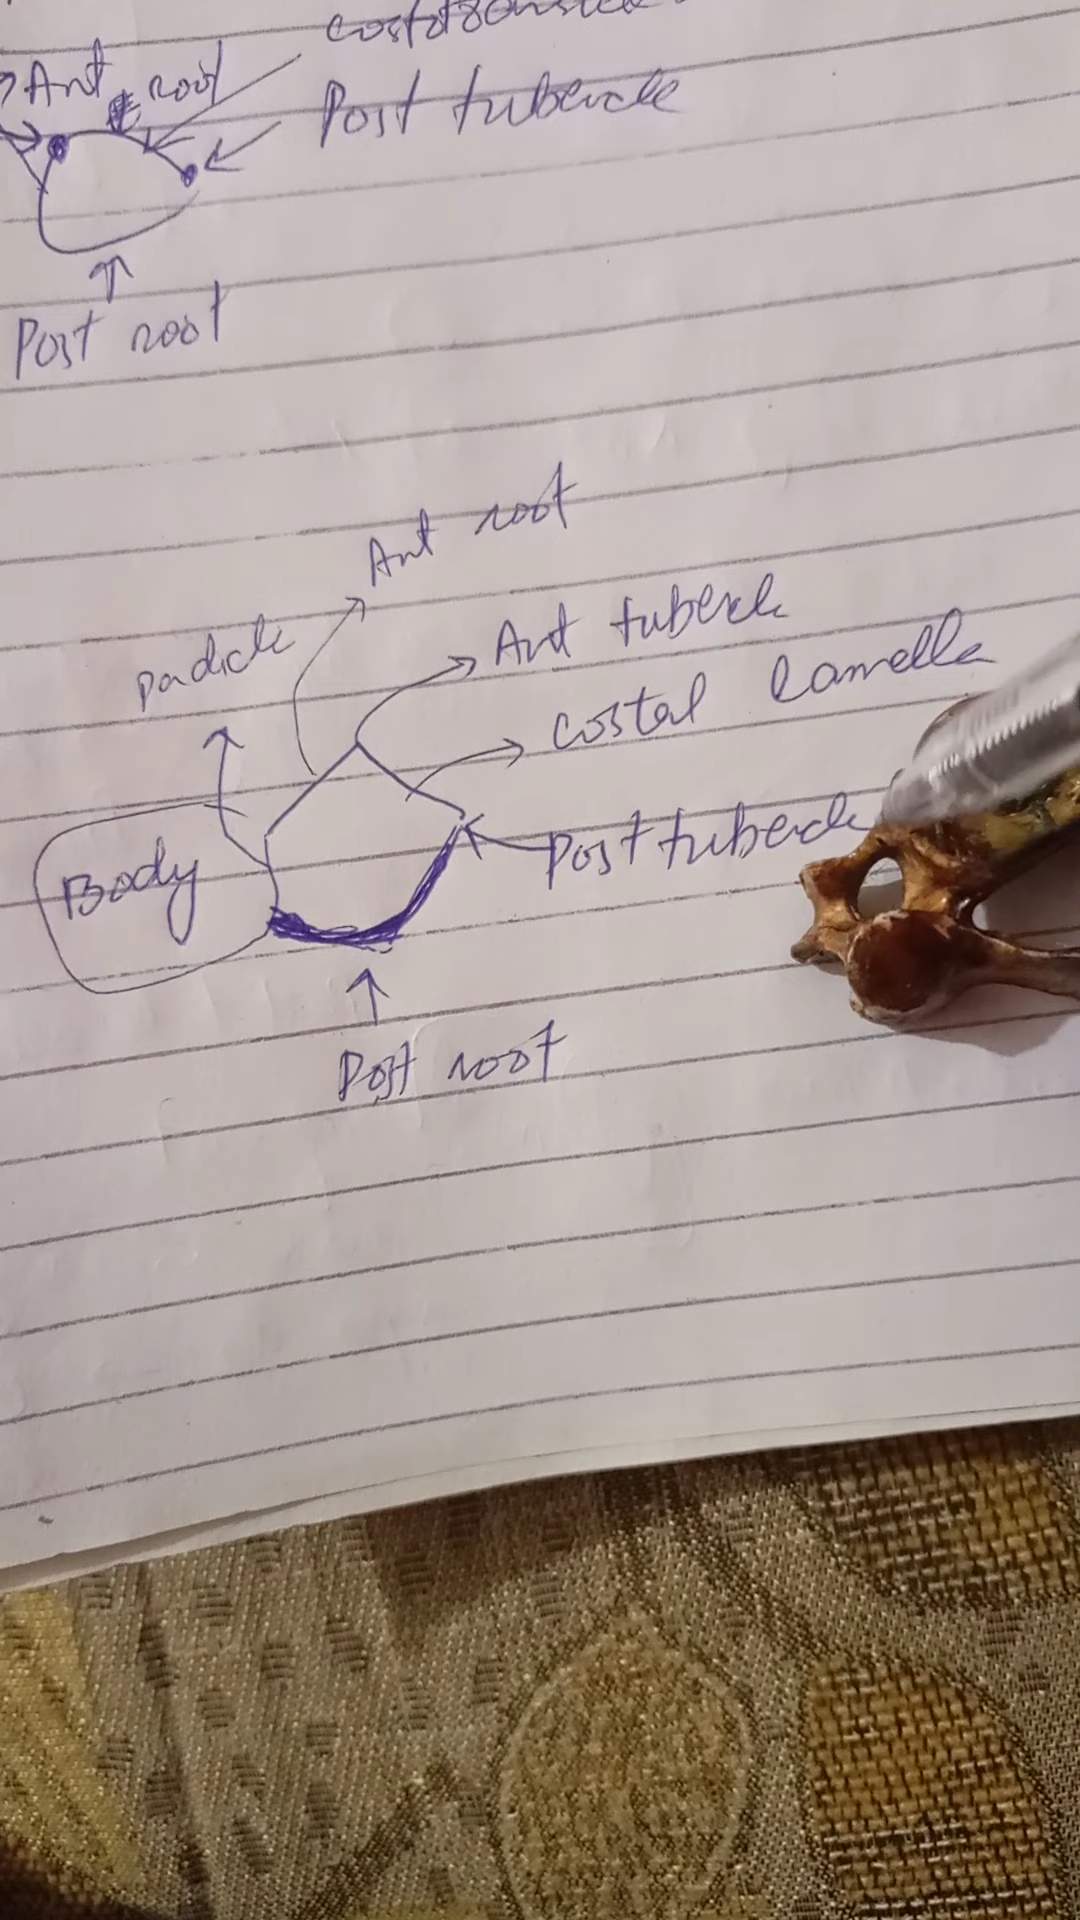 Ant root
Post tubercle
Post root
Ant root
Ant tubercle
padicle
costal lamella
Body
Post tubercle
Post root